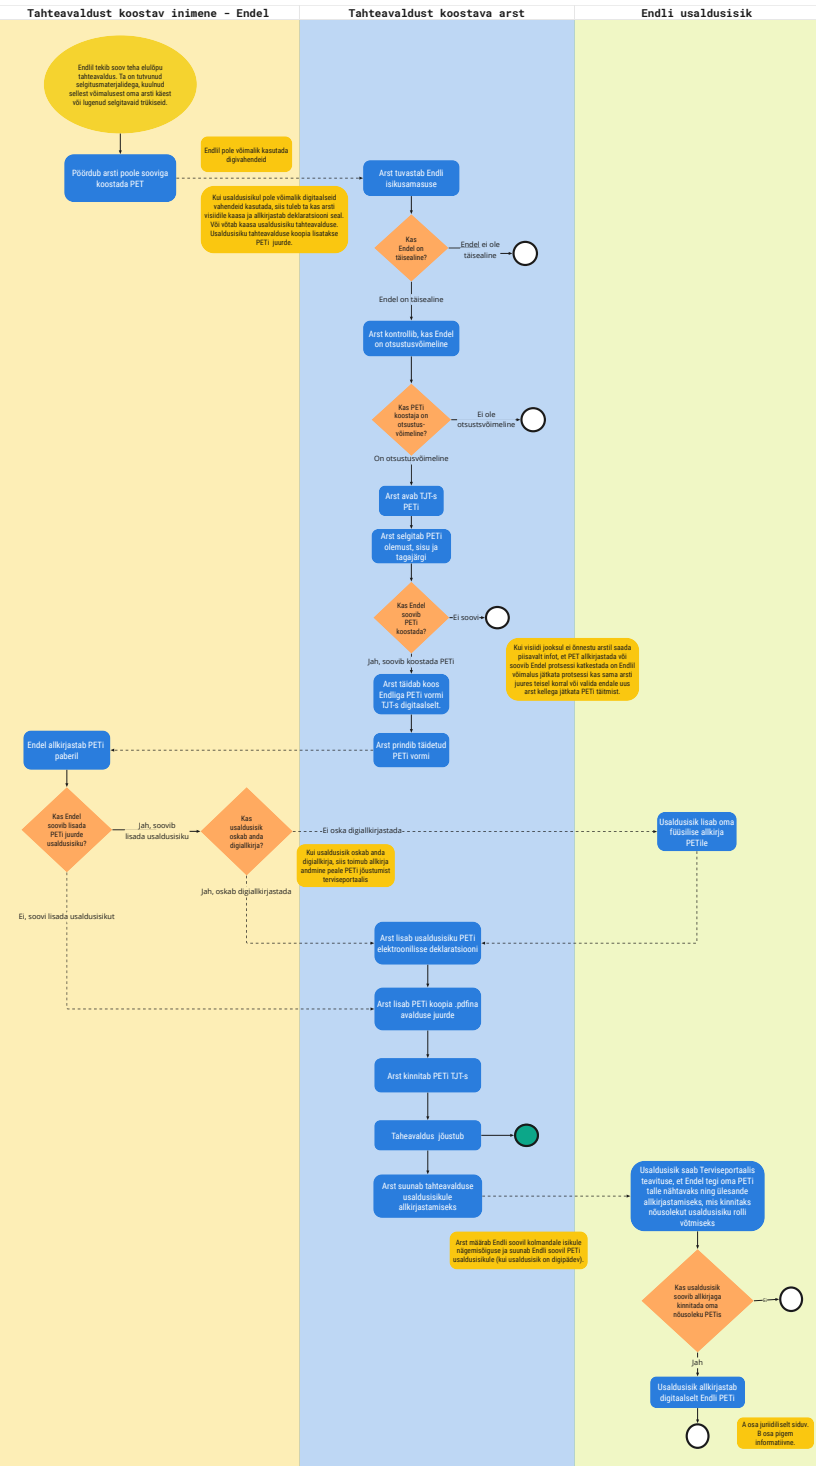 Tahteavaldust koostav inimene - Endel
Tahteavaldust koostava arst
Endli usaldusisik
Endlil tekib soov teha elulõpu
tahteavaldus. Ta on tutvunud
selgitusmaterjalidega, kuulnud
sellest võimalusest oma arsti käest
või lugenud selgitavaid trükiseid.
Pöördub arsti poole sooviga
koostada PET
Endlil pole võimalik kasutada
digivahendeid
Kui usaldusisikul pole võimalik digitaalseid
vahendeid kasutada, siis tuleb ta kas arsti
visiidile kaasa ja allkirjastab deklaratsiooni seal.
Või võtab kaasa usaldusisiku tahteavalduse.
Usaldusisiku tahteavalduse koopia lisatakse
PETi juurde.
Arst tuvastab Endli
isikusamasuse
Kas
Endel on
täisealine?
Endel ei ole
täisealine
Endel on täisealine
Arst kontrollib, kas Endel
on otsustusvõimeline
Kas PETi
koostaja on
otsustus-
võimeline?
Ei ole
otsustsvõimeline
On otsustusvõimeline
Arst avab TJT-s
PETi
Arst selgitab PETi
olemust, sisu ja
tagajärgi
Kas Endel
soovib
PETi
koostada?
Ei soovi
Jah, soovib koostada PETi
Kui visiidi jooksul ei õnnestu arstil saada
piisavalt infot, et PET allkirjastada või
soovib Endel protsessi katkestada on Endlil
võimalus jätkata protsessi kas sama arsti
juures teisel korral või valida endale uus
arst kellega jätkata PETi täitmist.
Arst täidab koos
Endliga PETi vormi
TJT-s digitaalselt.
Arst prindib täidetud
PETi vormi
Endel allkirjastab PETi
paberil
Kas Endel
soovib lisada
PETi juurde
usaldusisiku?
Jah, soovib
lisada usaldusisiku
Kas
usaldusisik
oskab anda
digiallkirja?
Ei oska digiallkirjastada
Usaldusisik lisab oma
füüsilise allkirja
PETile
Kui usaldusisik oskab anda
digiallkirja, siis toimub allkirja
andmine peale PETi jõustumist
terviseportaalis
Jah, oskab digiallkirjastada
Ei, soovi lisada usaldusisikut
Arst lisab usaldusisiku PETi
elektroonilisse deklaratsiooni
Arst lisab PETi koopia .pdfina
avalduse juurde
Arst kinnitab PETi TJT-s
Taheavaldus jõustub
Arst suunab tahteavalduse
usaldusisikule
allkirjastamiseks
Usaldusisik saab Terviseportaalis
teavituse, et Endel tegi oma PETi
talle nähtavaks ning ülesande
allkirjastamiseks, mis kinnitaks
nõusolekut usaldusisiku rolli
võtmiseks
Arst määrab Endli soovil kolmandale isikule
nägemisõiguse ja suunab Endli soovil PETi
usaldusisikule (kui usaldusisik on digipädev).
Kas usaldusisik
soovib allkirjaga
kinnitada oma
nõusoleku PETis
Jah
Usaldusisik allkirjastab
digitaalselt Endli PETi
A osa juriidiliselt siduv.
B osa pigem
informatiivne.